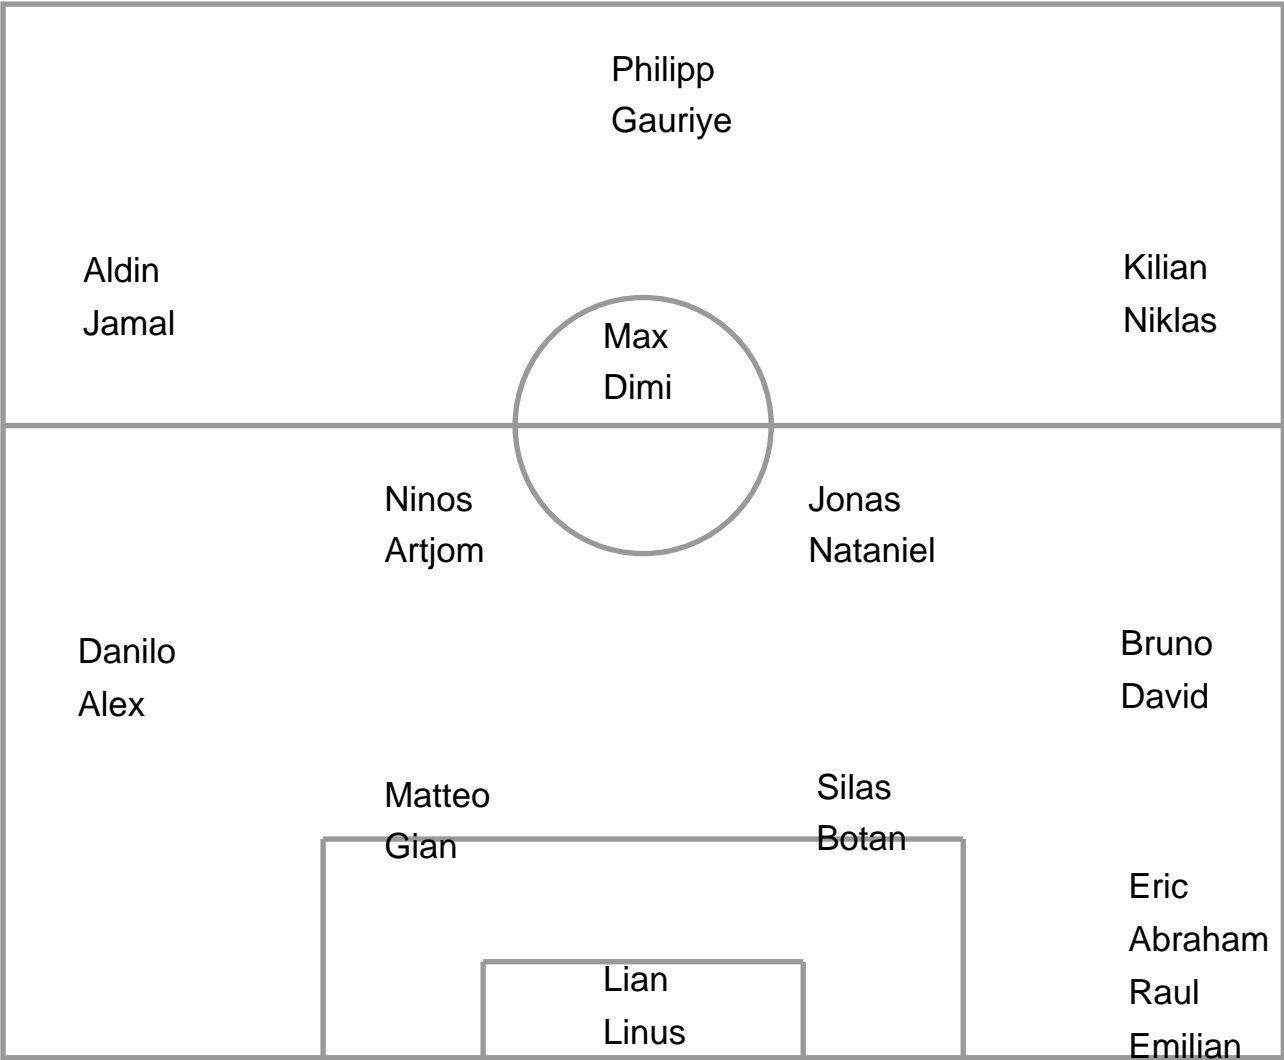 Philipp
Gauriye
Aldin
Jamal
Kilian
Niklas
Max
Dimi
Ninos
Artjom
Jonas
Nataniel
Danilo
Alex
Bruno
David
Matteo
Gian
Silas
Botan
Eric
Abraham
Raul
Emilian
Lian
Linus